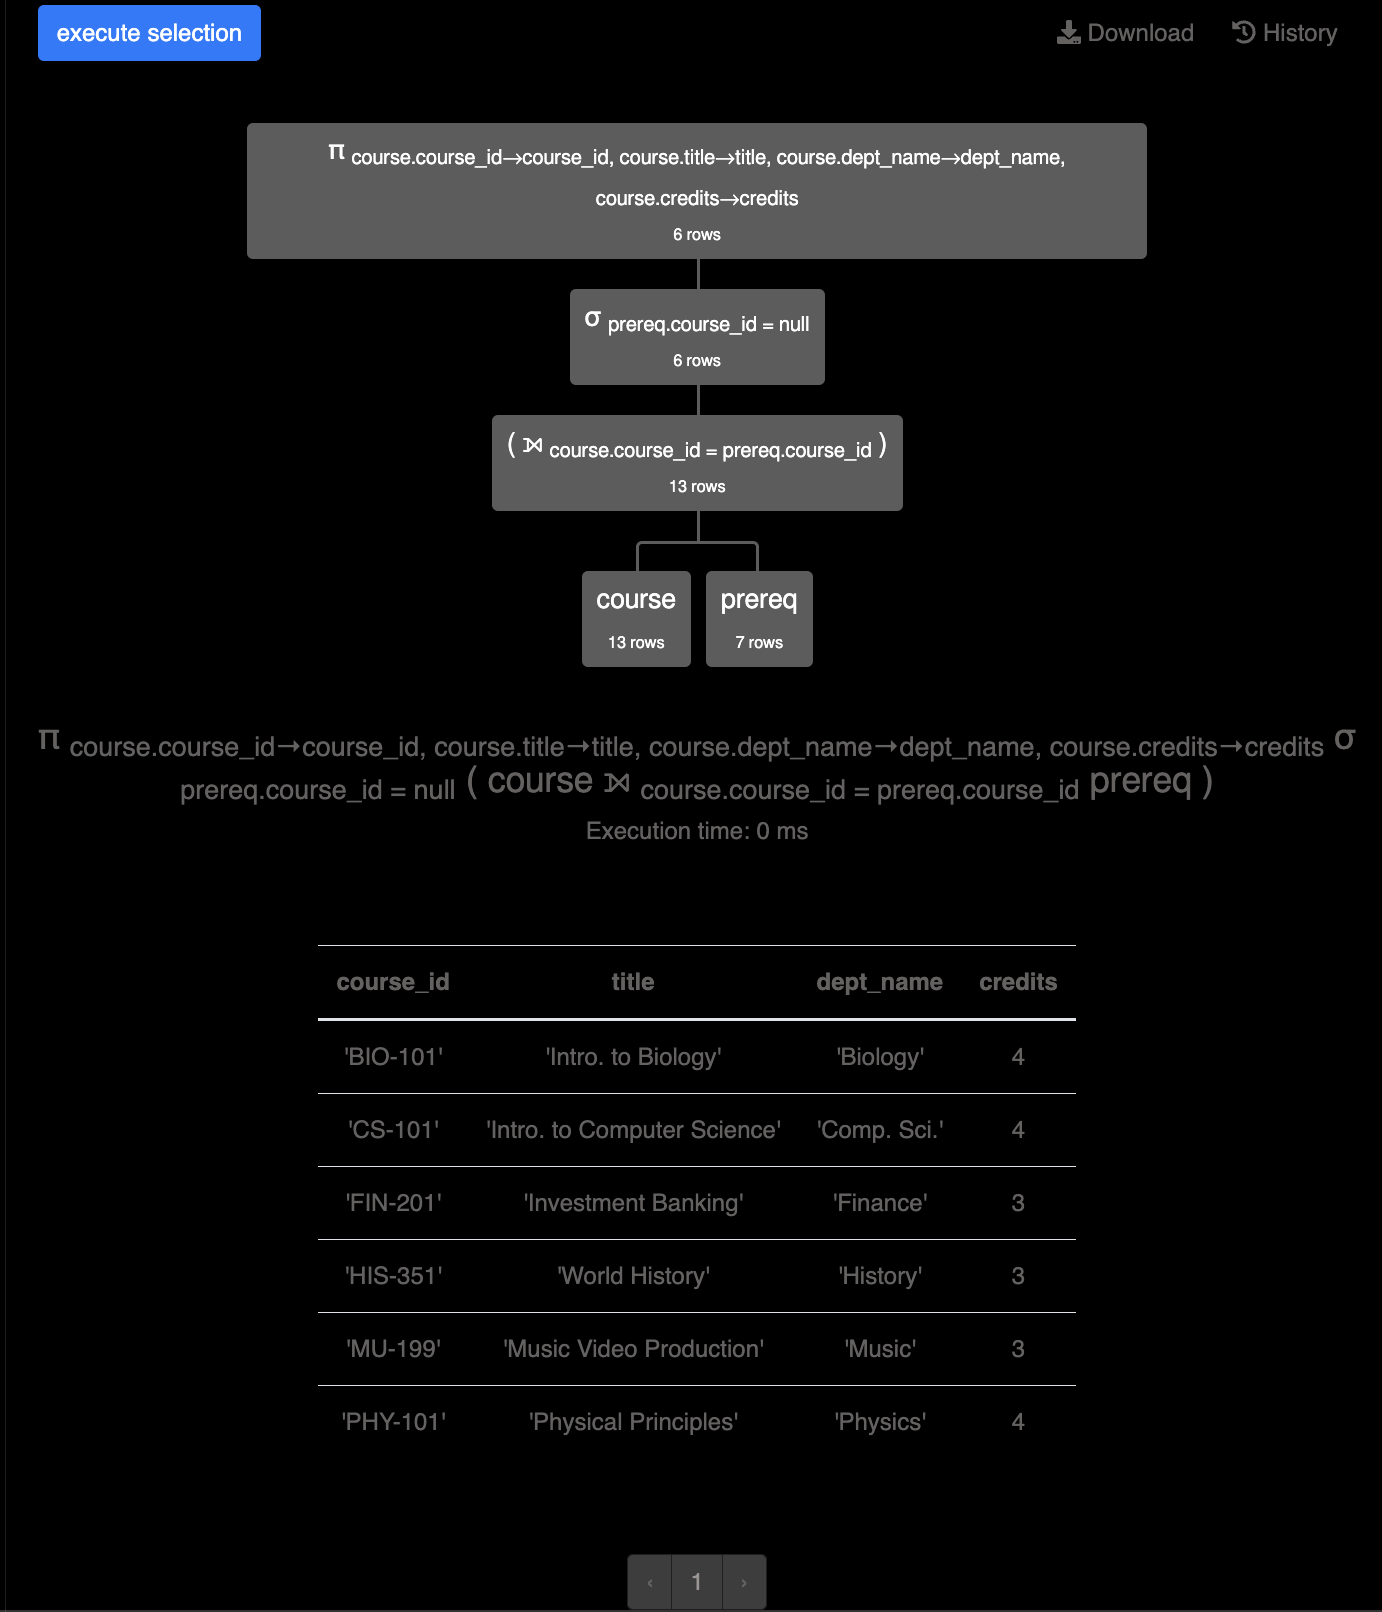 execute selection
Download
History
π course.course_id→course_id, course.title→title, course.dept_name→dept_name,
course.credits→credits
6 rows
σ prereq.course_id = null
6 rows
( ⟕ course.course_id = prereq.course_id )
13 rows
course
13 rows
prereq
7 rows
π course.course_id→course_id, course.title→title, course.dept_name→dept_name, course.credits→credits σ
prereq.course_id = null ( course ⟕ course.course_id = prereq.course_id prereq )
Execution time: 0 ms
course_id title dept_name credits
'BIO-101' 'Intro. to Biology' 'Biology' 4
'CS-101' 'Intro. to Computer Science' 'Comp. Sci.' 4
'FIN-201' 'Investment Banking' 'Finance' 3
'HIS-351' 'World History' 'History' 3
'MU-199' 'Music Video Production' 'Music' 3
'PHY-101' 'Physical Principles' 'Physics' 4
‹ 1 ›